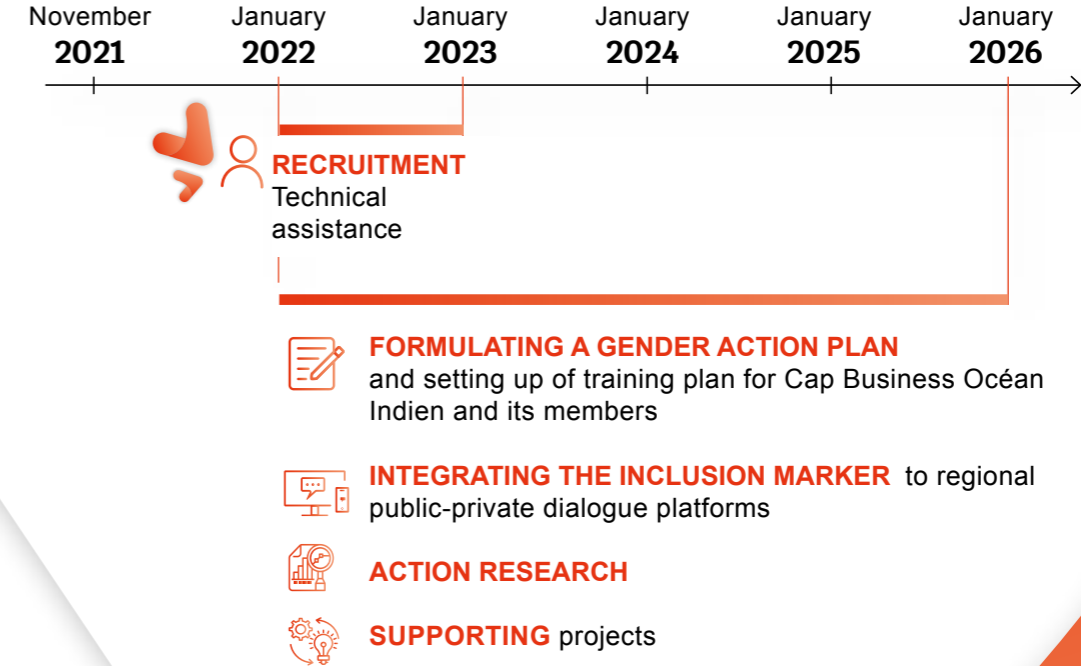 November January January January January January
2021 2022 2023 2024 2025 2026
RECRUITMENT
Technical
assistance
FORMULATING A GENDER ACTION PLAN
and setting up of training plan for Cap Business Océan
Indien and its members
INTEGRATING THE INCLUSION MARKER to regional
public-private dialogue platforms
ACTION RESEARCH
SUPPORTING projects